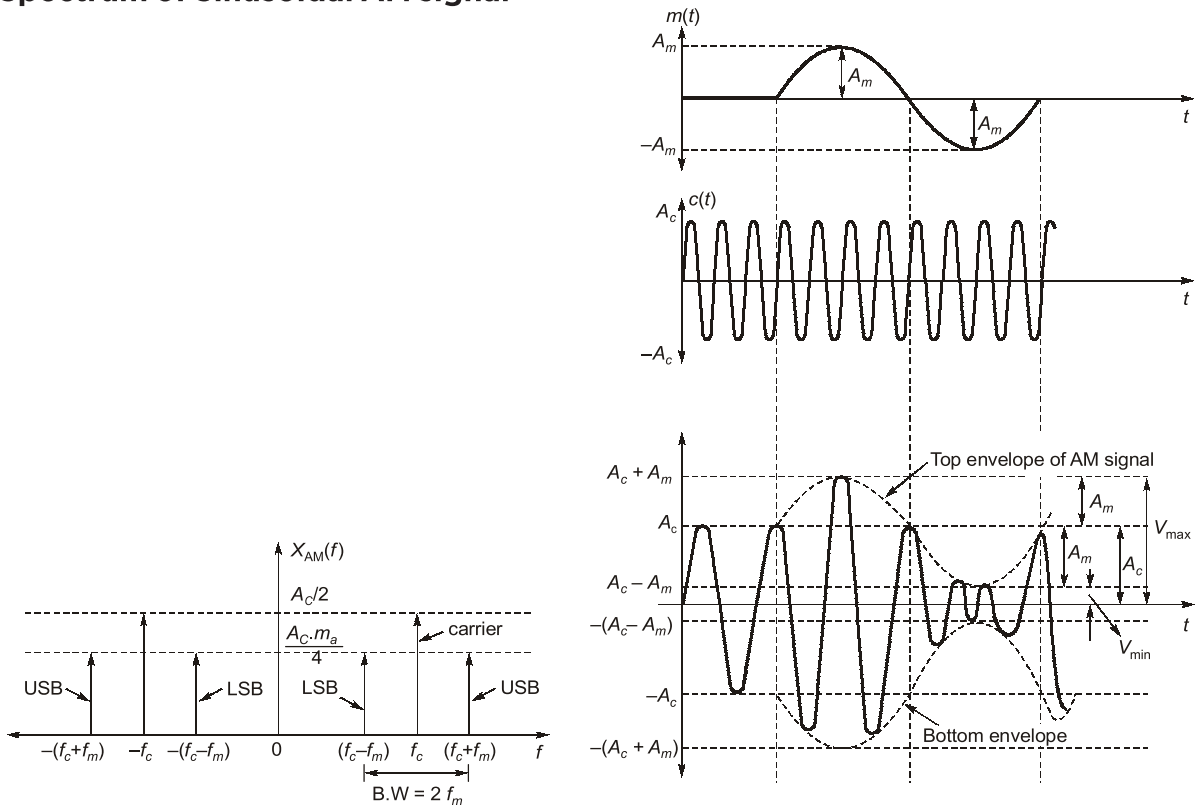 Spectrum of Sinusoidal AM signal
m(t)
A_m
A_m
A_m
–A_m
t
A_c
c(t)
–A_c
t
A_c + A_m
Top envelope of AM signal
A_m
A_c
V_max
A_m
A_c
A_c – A_m
–(A_c – A_m)
t
V_min
–A_c
Bottom envelope
–(A_c + A_m)
X_AM(f)
A_C/2
A_C.m_a
4
carrier
USB
LSB
LSB
USB
–(f_c+f_m)
–f_c
–(f_c–f_m)
0
(f_c–f_m)
f_c
(f_c+f_m)
f
B.W = 2 f_m